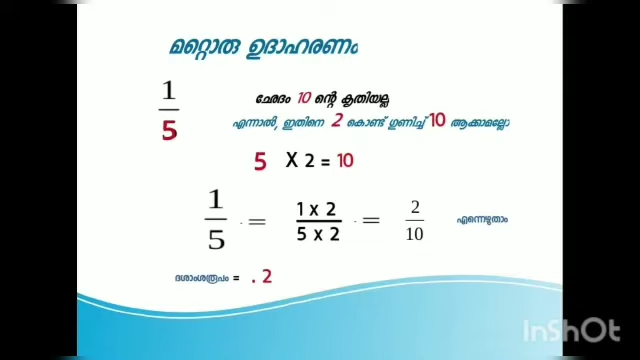 മറ്റൊരു ഉദാഹരണം
1
5
ഛേദം 10 ന്റെ കൃതിയല്ല
എന്നാൽ, ഇതിനെ 2 കൊണ്ട് ഗുണിച്ച് 10 ആക്കാമല്ലോ
5 X 2 = 10
1/5 = 1 x 2/5 x 2 = 2/10 എന്നെഴുതാം
ദശാംശരൂപം = . 2
InShOt